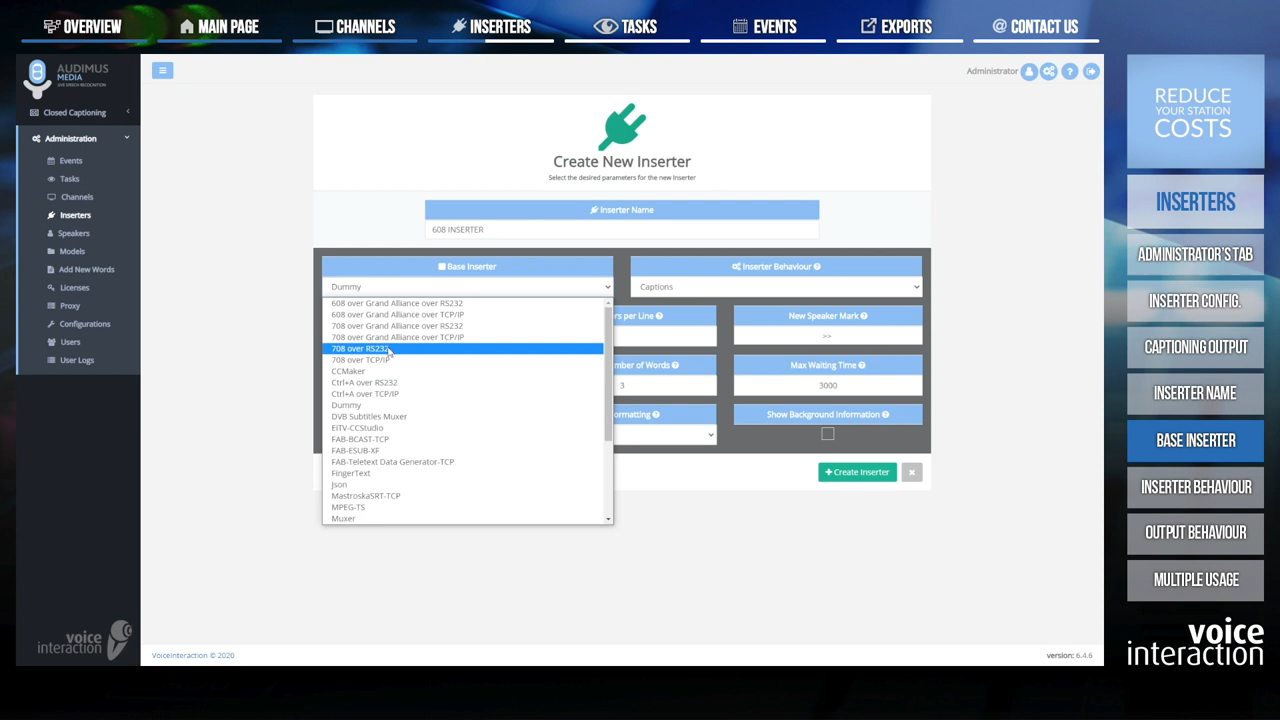 OVERVIEW
MAIN PAGE
CHANNELS
INSERTERS
TASKS
EVENTS
EXPORTS
@ CONTACT US
AUDIMUS
MEDIA
LIVE SPEECH RECOGNITION
Closed Captioning
Administration
Events
Tasks
Channels
Inserters
Speakers
Models
Add New Words
Licenses
Proxy
Configurations
Users
User Logs
voice
interaction
Administrator
Create New Inserter
Select the desired parameters for the new Inserter
Inserter Name
608 INSERTER
Base Inserter
Inserter Behaviour
Dummy
Captions
608 over Grand Alliance over RS232
608 over Grand Alliance over TCP/IP
708 over Grand Alliance over RS232
708 over Grand Alliance over TCP/IP
708 over RS232
708 over TCP/IP
CCMaker
Ctrl+A over RS232
Ctrl+A over TCP/IP
Dummy
DVB Subtitles Muxer
EiTV-CCStudio
FAB-BCAST-TCP
FAB-ESUB-XF
FAB-Teletext Data Generator-TCP
FingerText
Json
MastroskaSRT-TCP
MPEG-TS
Muxer
rs per Line
New Speaker Mark
>>
mber of Words
Max Waiting Time
3
3000
ormatting
Show Background Information
+ Create Inserter
VoiceInteraction © 2020
version: 6.4.6
REDUCE
YOUR STATION
COSTS
INSERTERS
ADMINISTRATOR'S TAB
INSERTER CONFIG.
CAPTIONING OUTPUT
INSERTER NAME
BASE INSERTER
INSERTER BEHAVIOUR
OUTPUT BEHAVIOUR
MULTIPLE USAGE
voice
interaction